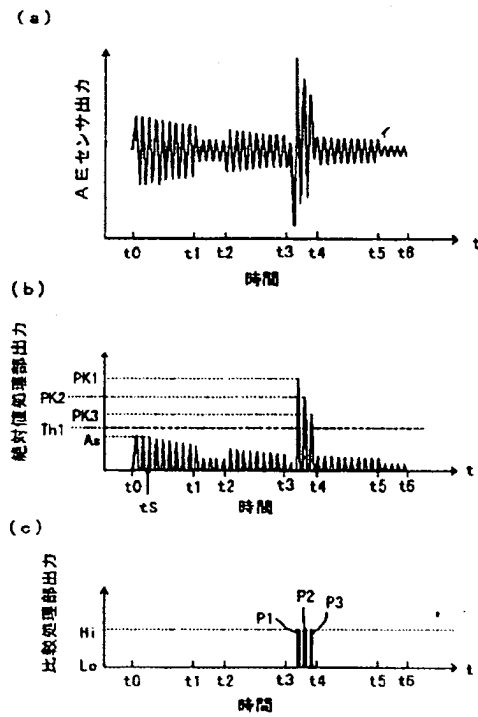 (a)
AEセンサ出力
t0 t1 t2 t3 t4 t5 t6 t
時間
(b)
絶対値処理部出力
PK1
PK2
PK3
Th1
As
t0 t1 t2 t3 t4 t5 t6 t
tS
時間
(c)
比較処理部出力
P1 P2 P3
Hi
Lo
t0 t1 t2 t3 t4 t5 t6 t
時間